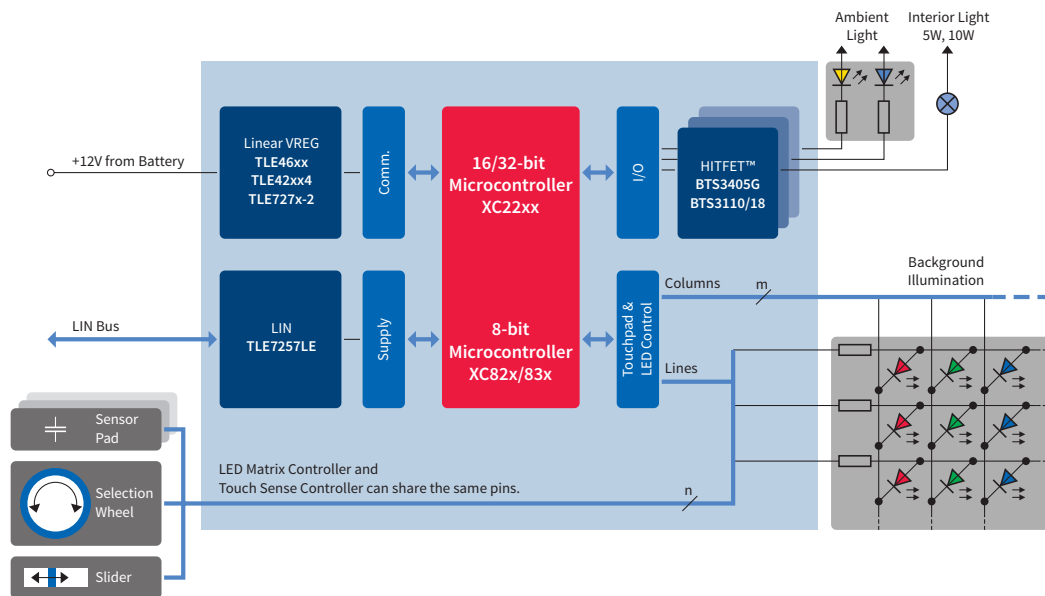 Ambient
Light
Interior Light
5W, 10W
+12V from Battery
Linear VREG
TLE46xx
TLE42xx4
TLE727x-2
Comm.
16/32-bit
Microcontroller
XC22xx
I/O
HITFET™
BTS3405G
BTS3110/18
LIN Bus
LIN
TLE7257LE
Supply
8-bit
Microcontroller
XC82x/83x
Touchpad &
LED Control
Columns
m
Lines
Background
Illumination
Sensor
Pad
Selection
Wheel
Slider
LED Matrix Controller and
Touch Sense Controller can share the same pins.
n